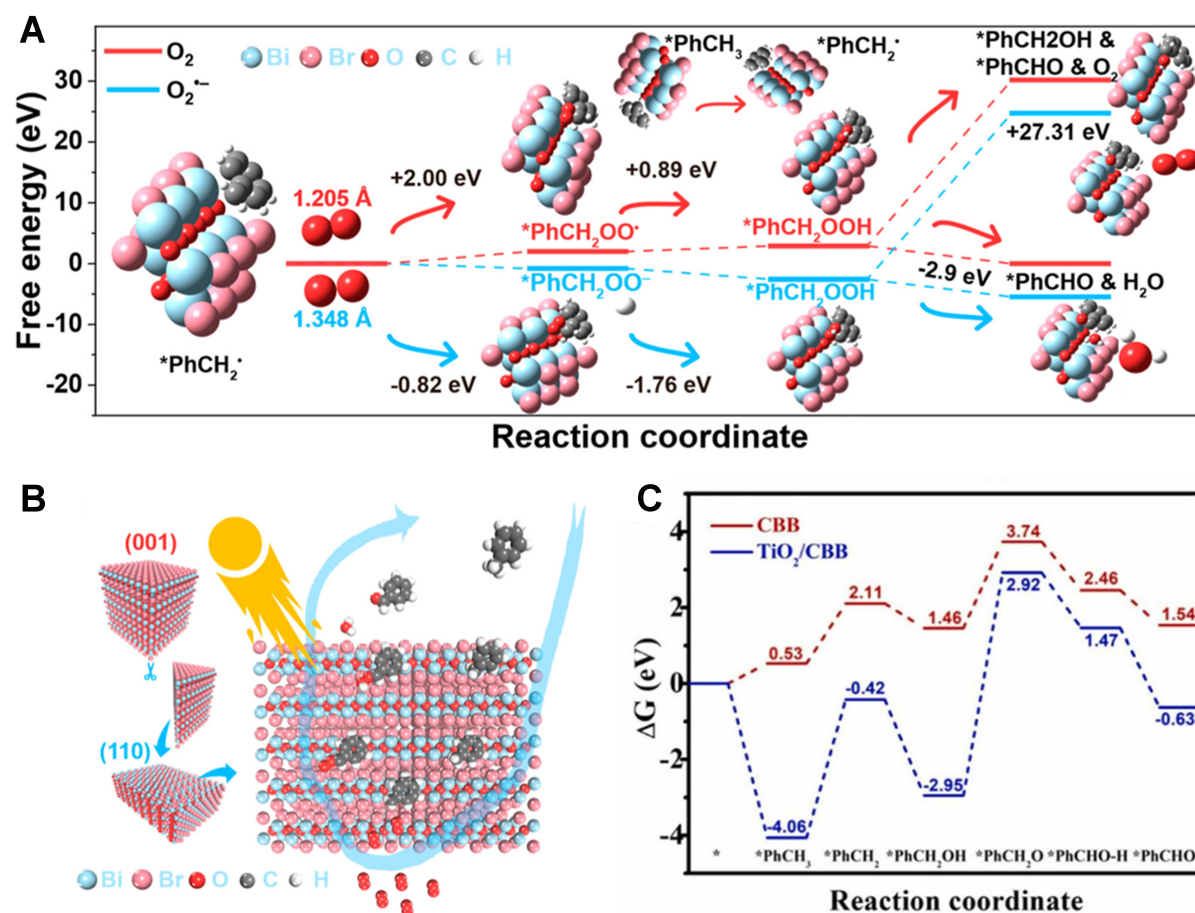 A
O₂
O₂•−
Bi Br O C H
Free energy (eV)
30
20
10
0
-10
-20
*PhCH₂•
1.205 Å
1.348 Å
+2.00 eV
-0.82 eV
*PhCH₂OO•
*PhCH₂OO⁻
*PhCH₃
*PhCH₂•
+0.89 eV
-1.76 eV
*PhCH₂OOH
*PhCH₂OOH
*PhCH2OH &
*PhCHO & O₂
+27.31 eV
-2.9 eV
*PhCHO & H₂O
Reaction coordinate
B
(001)
(110)
Bi Br O C H
C
CBB
TiO₂/CBB
ΔG (eV)
4
2
0
-2
-4
0.53
2.11
1.46
3.74
2.46
1.54
-4.06
-0.42
-2.95
2.92
1.47
-0.63
* *PhCH₃ *PhCH₂ *PhCH₂OH *PhCH₂O *PhCHO-H *PhCHO
Reaction coordinate